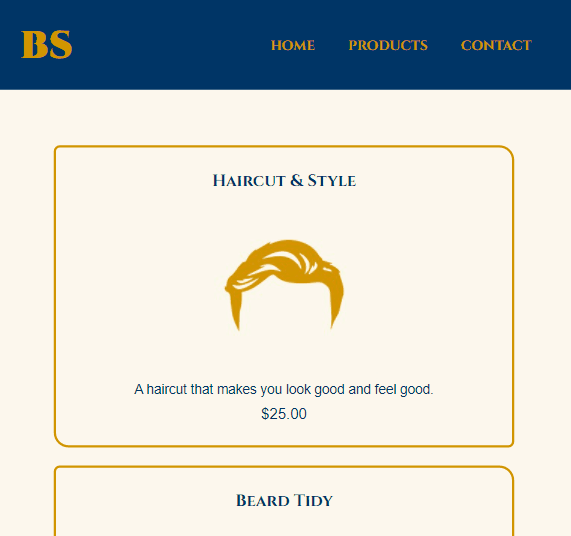 BS
HOME PRODUCTS CONTACT
Haircut & Style
A haircut that makes you look good and feel good.
$25.00
Beard Tidy